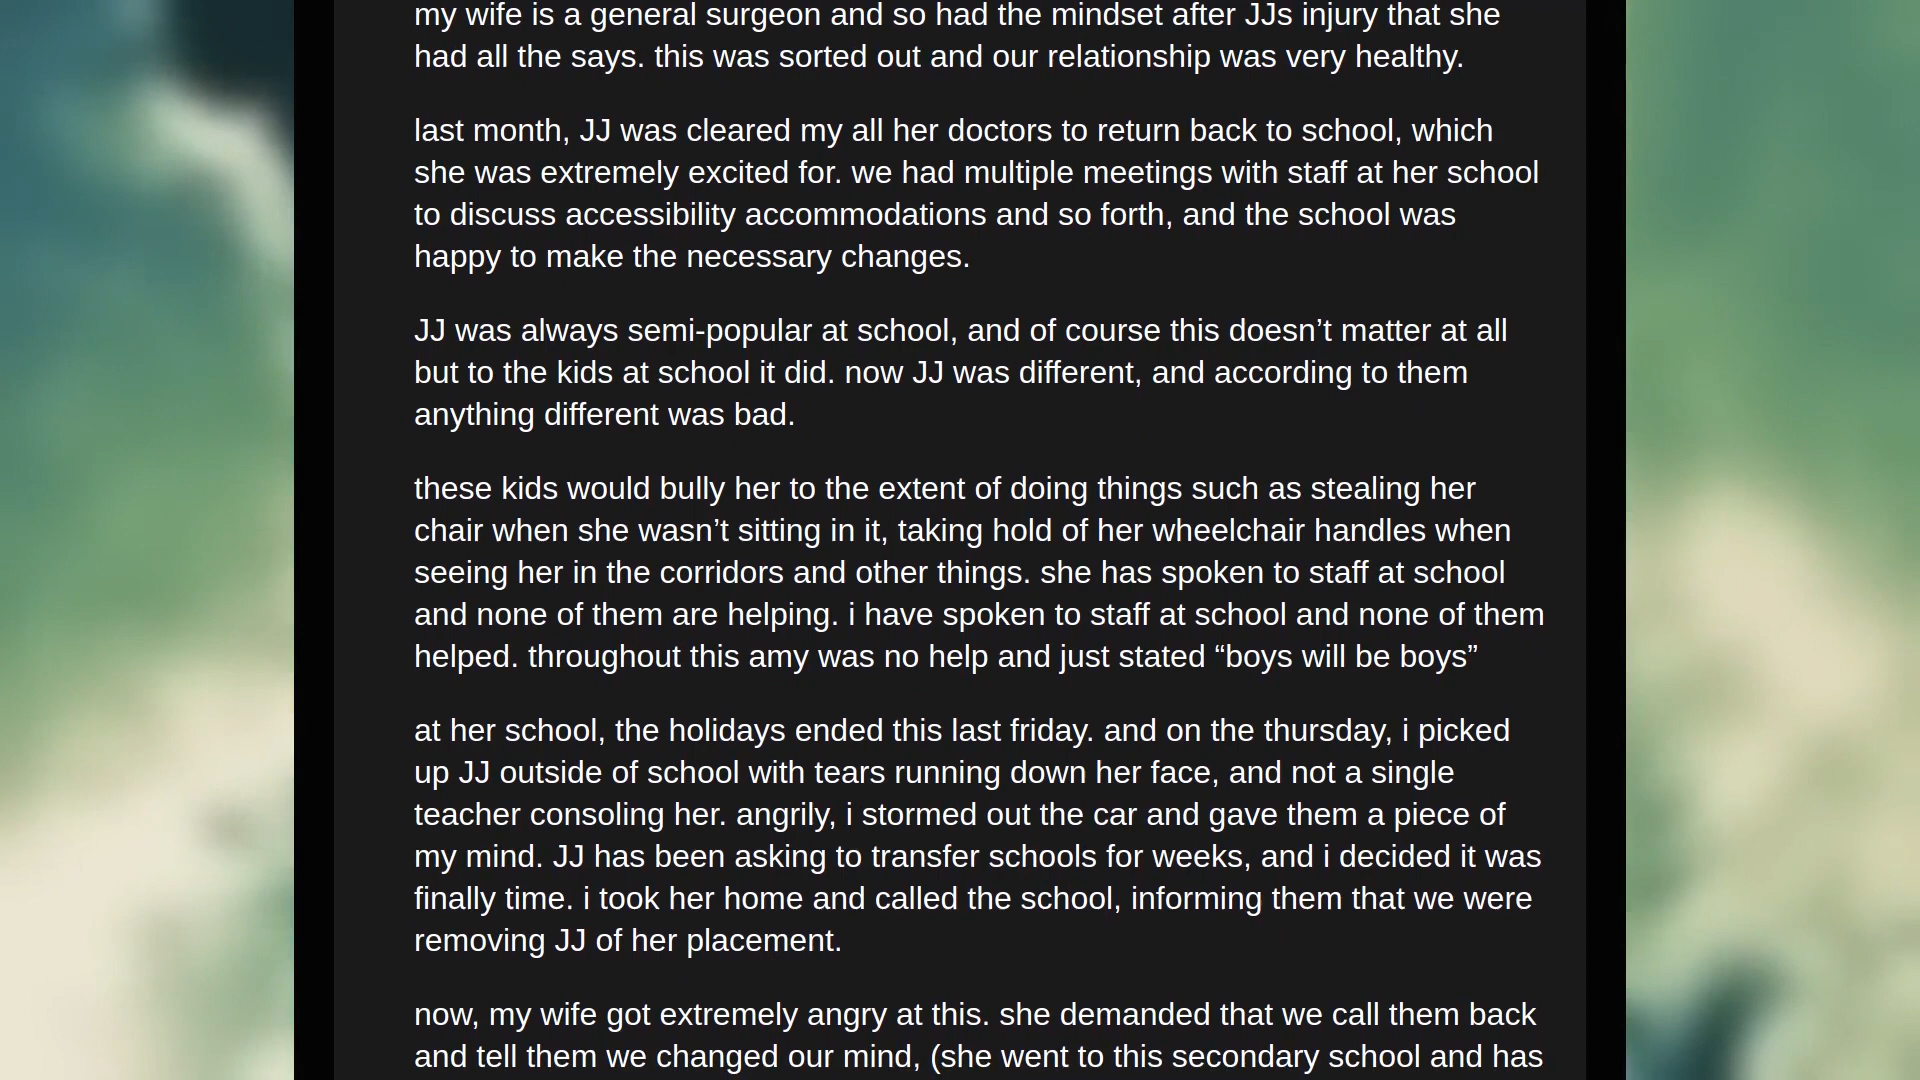 my wife is a general surgeon and so had the mindset after JJs injury that she
had all the says. this was sorted out and our relationship was very healthy.
last month, JJ was cleared my all her doctors to return back to school, which
she was extremely excited for. we had multiple meetings with staff at her school
to discuss accessibility accommodations and so forth, and the school was
happy to make the necessary changes.
JJ was always semi-popular at school, and of course this doesn’t matter at all
but to the kids at school it did. now JJ was different, and according to them
anything different was bad.
these kids would bully her to the extent of doing things such as stealing her
chair when she wasn’t sitting in it, taking hold of her wheelchair handles when
seeing her in the corridors and other things. she has spoken to staff at school
and none of them are helping. i have spoken to staff at school and none of them
helped. throughout this amy was no help and just stated “boys will be boys”
at her school, the holidays ended this last friday. and on the thursday, i picked
up JJ outside of school with tears running down her face, and not a single
teacher consoling her. angrily, i stormed out the car and gave them a piece of
my mind. JJ has been asking to transfer schools for weeks, and i decided it was
finally time. i took her home and called the school, informing them that we were
removing JJ of her placement.
now, my wife got extremely angry at this. she demanded that we call them back
and tell them we changed our mind, (she went to this secondary school and has